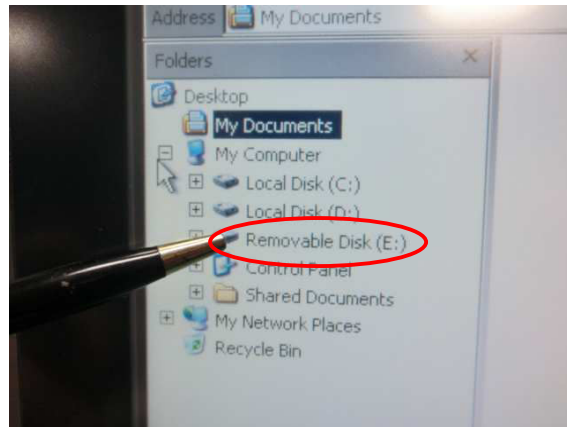 Address My Documents
Folders
Desktop
My Documents
My Computer
Local Disk (C:)
Local Disk (D:)
Removable Disk (E:)
Control Panel
Shared Documents
My Network Places
Recycle Bin